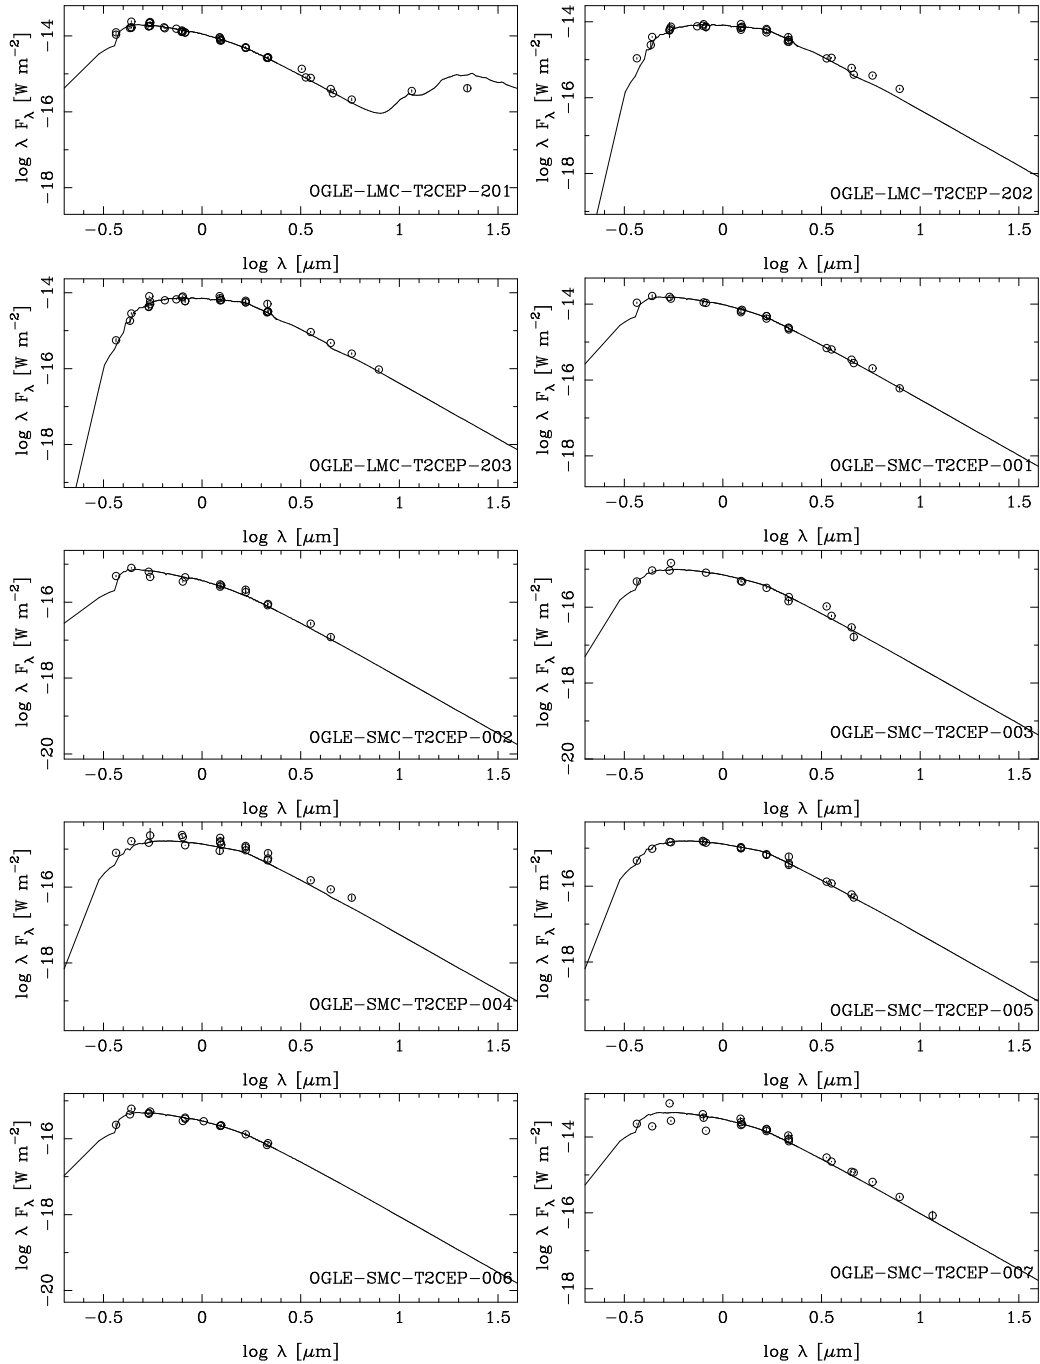 −14
−16
−18
log λ F_λ [W m⁻²]
OGLE−LMC−T2CEP−201
−0.5 0 0.5 1 1.5
log λ [μm]
−14
−16
−18
log λ F_λ [W m⁻²]
OGLE−LMC−T2CEP−202
−0.5 0 0.5 1 1.5
log λ [μm]
−14
−16
−18
log λ F_λ [W m⁻²]
OGLE−LMC−T2CEP−203
−0.5 0 0.5 1 1.5
log λ [μm]
−14
−16
−18
log λ F_λ [W m⁻²]
OGLE−SMC−T2CEP−001
−0.5 0 0.5 1 1.5
log λ [μm]
−16
−18
−20
log λ F_λ [W m⁻²]
OGLE−SMC−T2CEP−002
−0.5 0 0.5 1 1.5
log λ [μm]
−16
−18
−20
log λ F_λ [W m⁻²]
OGLE−SMC−T2CEP−003
−0.5 0 0.5 1 1.5
log λ [μm]
−16
−18
log λ F_λ [W m⁻²]
OGLE−SMC−T2CEP−004
−0.5 0 0.5 1 1.5
log λ [μm]
−16
−18
log λ F_λ [W m⁻²]
OGLE−SMC−T2CEP−005
−0.5 0 0.5 1 1.5
log λ [μm]
−16
−18
−20
log λ F_λ [W m⁻²]
OGLE−SMC−T2CEP−006
−0.5 0 0.5 1 1.5
log λ [μm]
−14
−16
−18
log λ F_λ [W m⁻²]
OGLE−SMC−T2CEP−007
−0.5 0 0.5 1 1.5
log λ [μm]